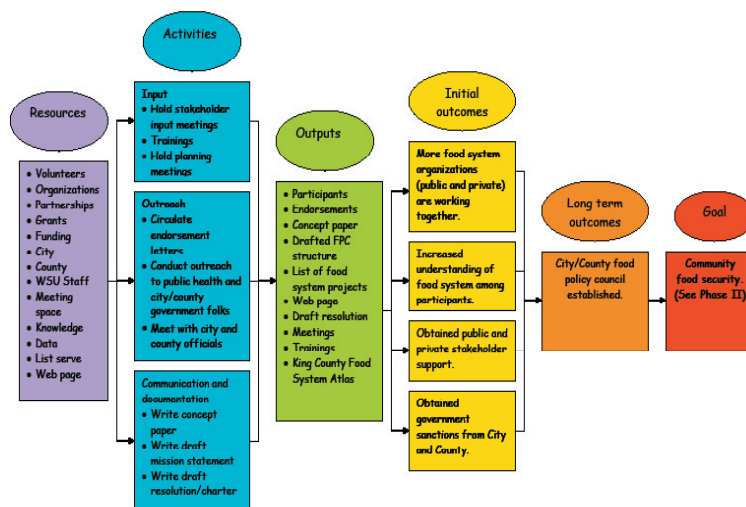 Resources
• Volunteers
• Organizations
• Partnerships
• Grants
• Funding
• City
• County
• WSU Staff
• Meeting
space
• Knowledge
• Data
• List serve
• Web page
Activities
Input
• Hold stakeholder
input meetings
• Trainings
• Hold planning
meetings
Outreach
• Circulate
endorsement
letters
• Conduct outreach
to public health and
city/county
government folks
• Meet with city and
county officials
Communication and
documentation
• Write concept
paper
• Write draft
mission statement
• Write draft
resolution/charter
Outputs
• Participants
• Endorsements
• Concept paper
• Drafted FPC
structure
• List of food
system projects
• Web page
• Draft resolution
• Meetings
• Trainings
• King County Food
System Atlas
Initial
outcomes
More food system
organizations
(public and private)
are working
together.
Increased
understanding of
food system among
participants.
Obtained public and
private stakeholder
support.
Obtained
government
sanctions from City
and County.
Long term
outcomes
City/County food
policy council
established.
Goal
Community
food security.
(See Phase II)